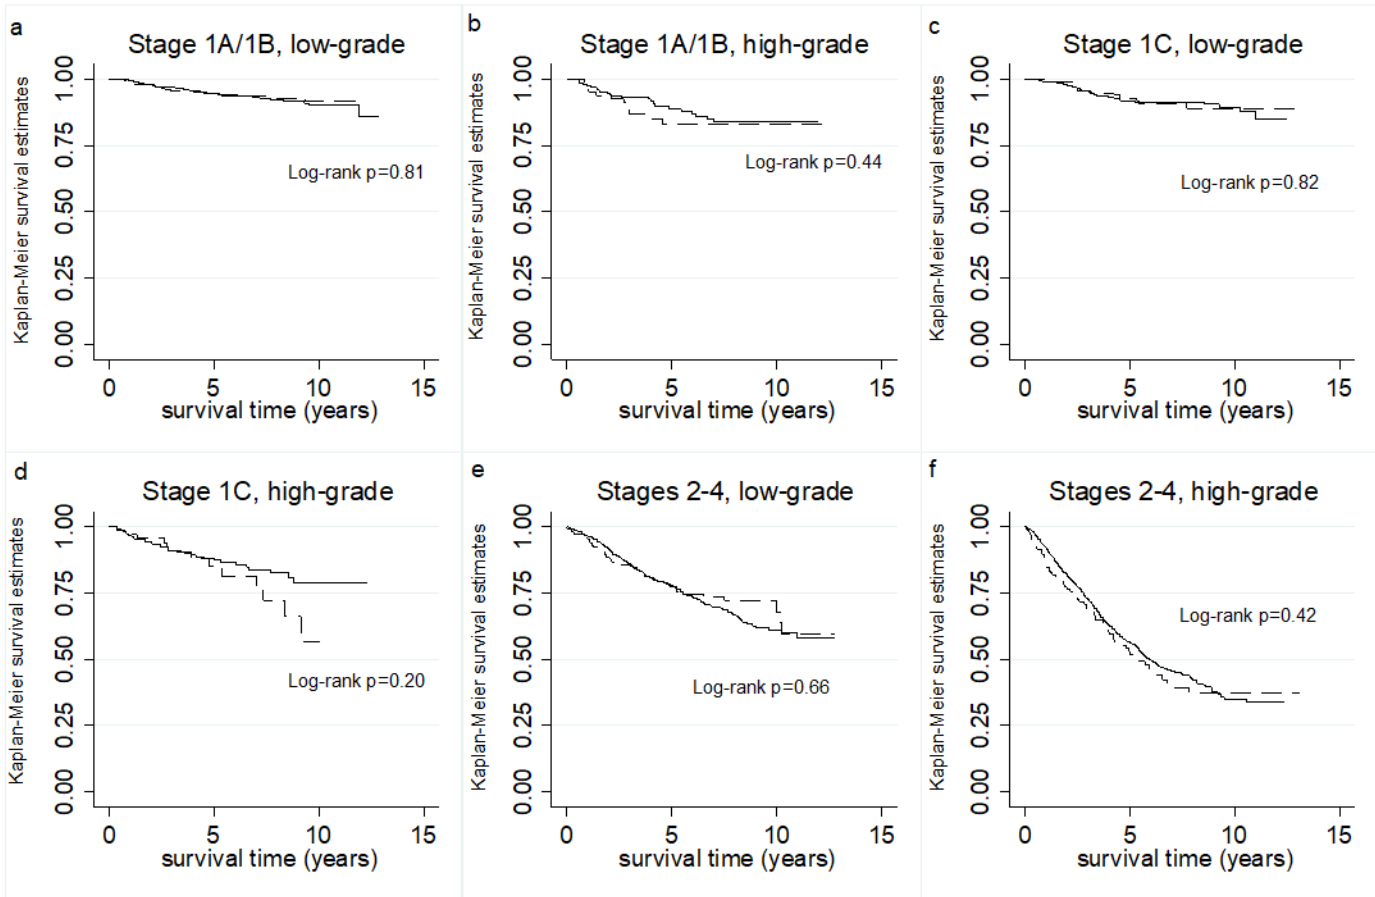 a
Stage 1A/1B, low-grade
Kaplan-Meier survival estimates
1.00
0.75
0.50
0.25
0.00
Log-rank p=0.81
0 5 10 15
survival time (years)
b
Stage 1A/1B, high-grade
Kaplan-Meier survival estimates
1.00
0.75
0.50
0.25
0.00
Log-rank p=0.44
0 5 10 15
survival time (years)
c
Stage 1C, low-grade
Kaplan-Meier survival estimates
1.00
0.75
0.50
0.25
0.00
Log-rank p=0.82
0 5 10 15
survival time (years)
d
Stage 1C, high-grade
Kaplan-Meier survival estimates
1.00
0.75
0.50
0.25
0.00
Log-rank p=0.20
0 5 10 15
survival time (years)
e
Stages 2-4, low-grade
Kaplan-Meier survival estimates
1.00
0.75
0.50
0.25
0.00
Log-rank p=0.66
0 5 10 15
survival time (years)
f
Stages 2-4, high-grade
Kaplan-Meier survival estimates
1.00
0.75
0.50
0.25
0.00
Log-rank p=0.42
0 5 10 15
survival time (years)